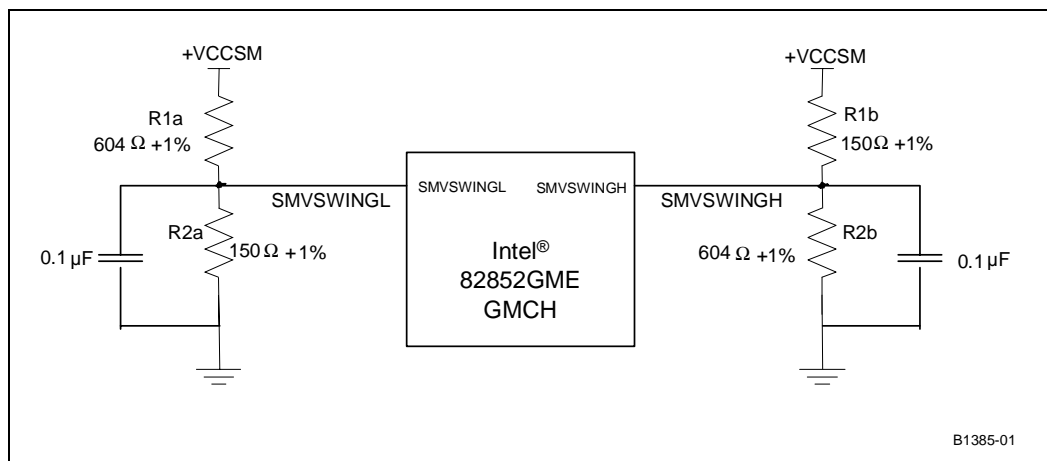 +VCCSM
R1a
604 Ω +1%
SMVSWINGL
R2a
150 Ω +1%
0.1 µF
SMVSWINGL SMVSWINGH
Intel®
82852GME
GMCH
+VCCSM
R1b
150Ω +1%
SMVSWINGH
R2b
604 Ω +1%
0.1 µF
B1385-01